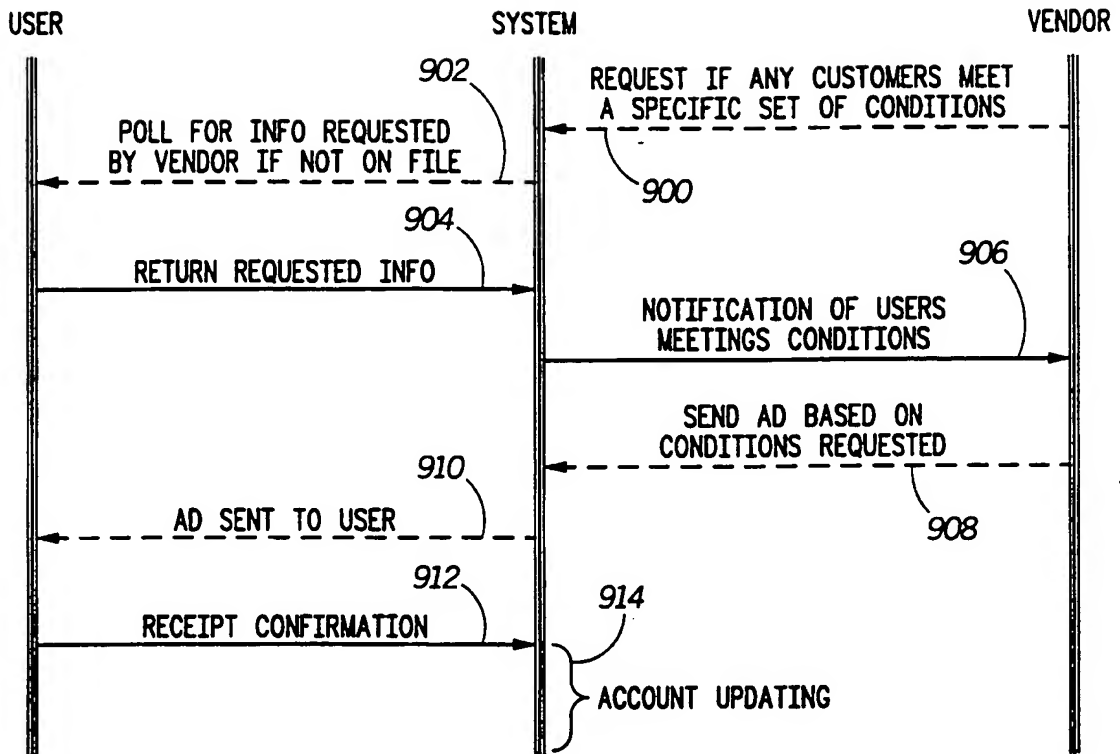 USER SYSTEM VENDOR
902
REQUEST IF ANY CUSTOMERS MEET
A SPECIFIC SET OF CONDITIONS
POLL FOR INFO REQUESTED
BY VENDOR IF NOT ON FILE
900
904
RETURN REQUESTED INFO
906
NOTIFICATION OF USERS
MEETINGS CONDITIONS
SEND AD BASED ON
CONDITIONS REQUESTED
910
AD SENT TO USER
908
912
RECEIPT CONFIRMATION
914
ACCOUNT UPDATING